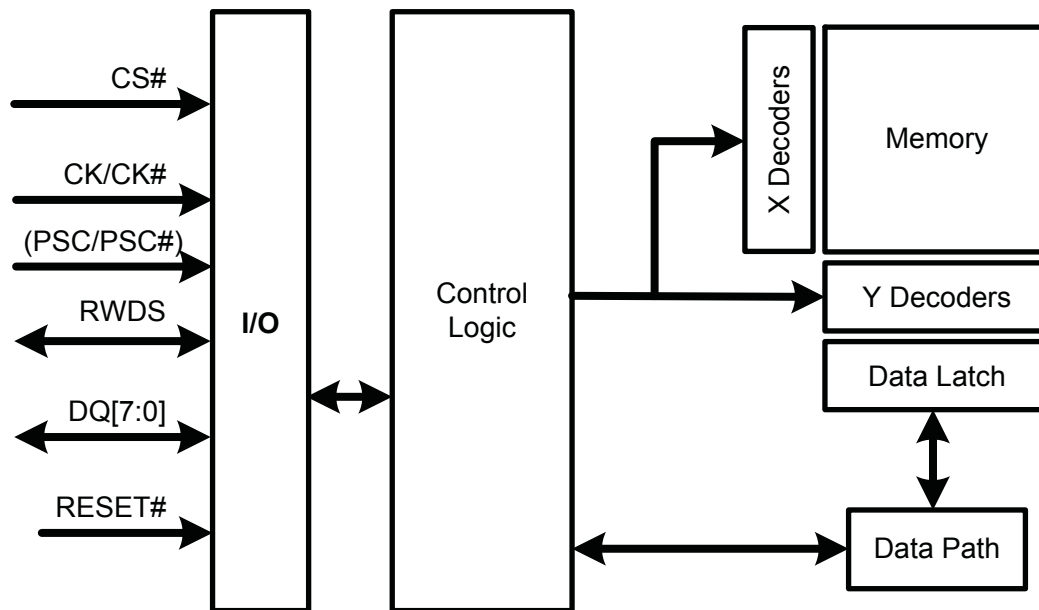 CS#
CK/CK#
(PSC/PSC#)
RWDS
DQ[7:0]
RESET#
I/O
Control
Logic
X Decoders
Memory
Y Decoders
Data Latch
Data Path